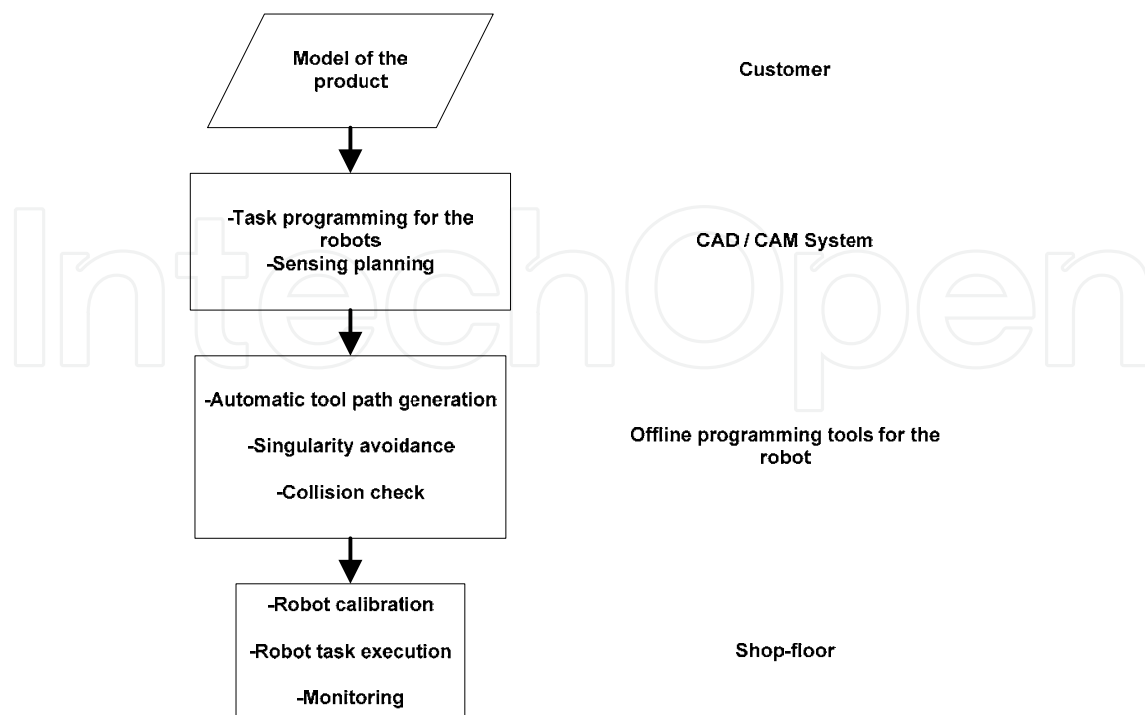 Model of the
product
Customer
-Task programming for the
robots
-Sensing planning
CAD / CAM System
IntechOpen
-Automatic tool path generation
-Singularity avoidance
-Collision check
Offline programming tools for the
robot
-Robot calibration
-Robot task execution
-Monitoring
Shop-floor